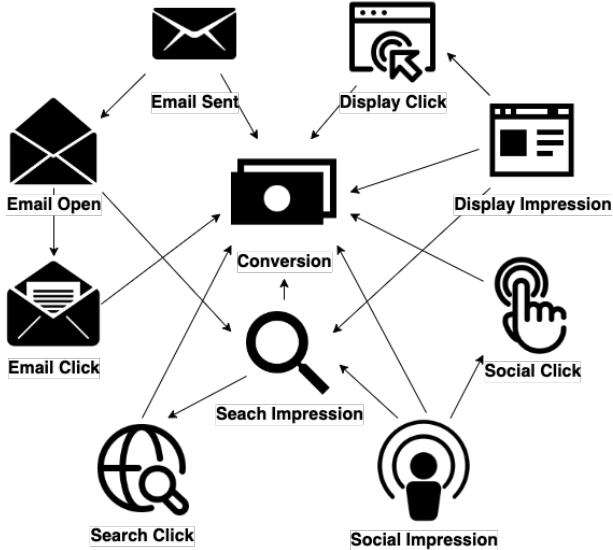 Email Sent
Display Click
Email Open
Display Impression
Conversion
Email Click
Social Click
Seach Impression
Search Click
Social Impression